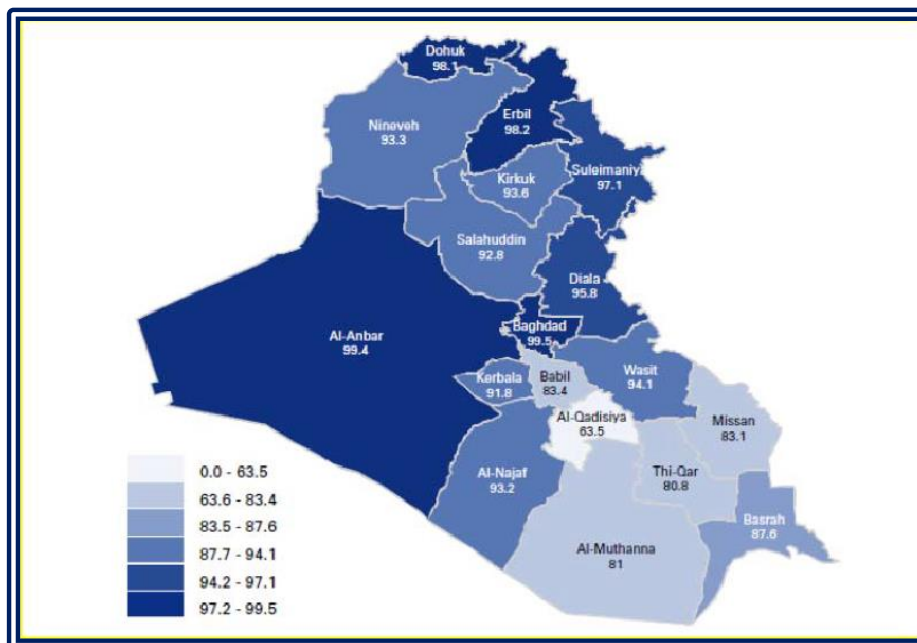 Dohuk
98.1
Erbil
98.2
Nineveh
93.3
Suleimaniy
97.1
Kirkuk
93.6
Salahuddin
92.8
Diala
95.8
Baghdad
99.5
Al-Anbar
99.4
Wasit
94.1
Kerbala
91.8
Babil
83.4
Al-Qadisiya
63.5
Missan
83.1
Al-Najaf
93.2
Thi-Qar
80.8
Basrah
87.6
Al-Muthanna
81
0.0 - 63.5
63.6 - 83.4
83.5 - 87.6
87.7 - 94.1
94.2 - 97.1
97.2 - 99.5